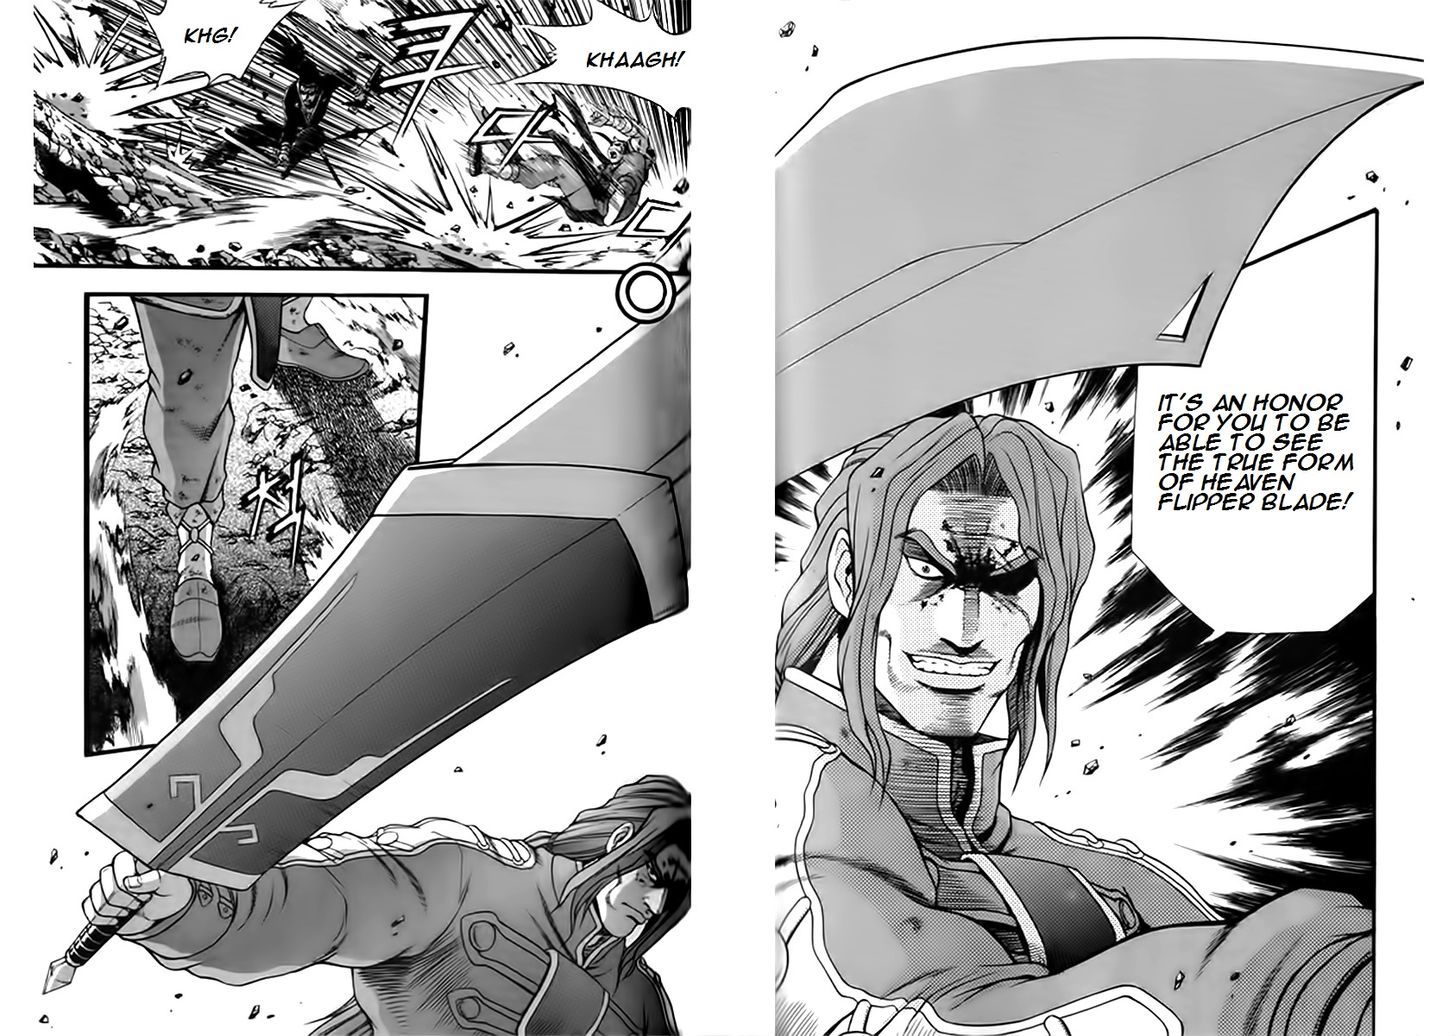 KHG!
KHAAGH!
IT'S AN HONOR
FOR YOU TO BE
ABLE TO SEE
THE TRUE FORM
OF HEAVEN
FLIPPER BLADE!